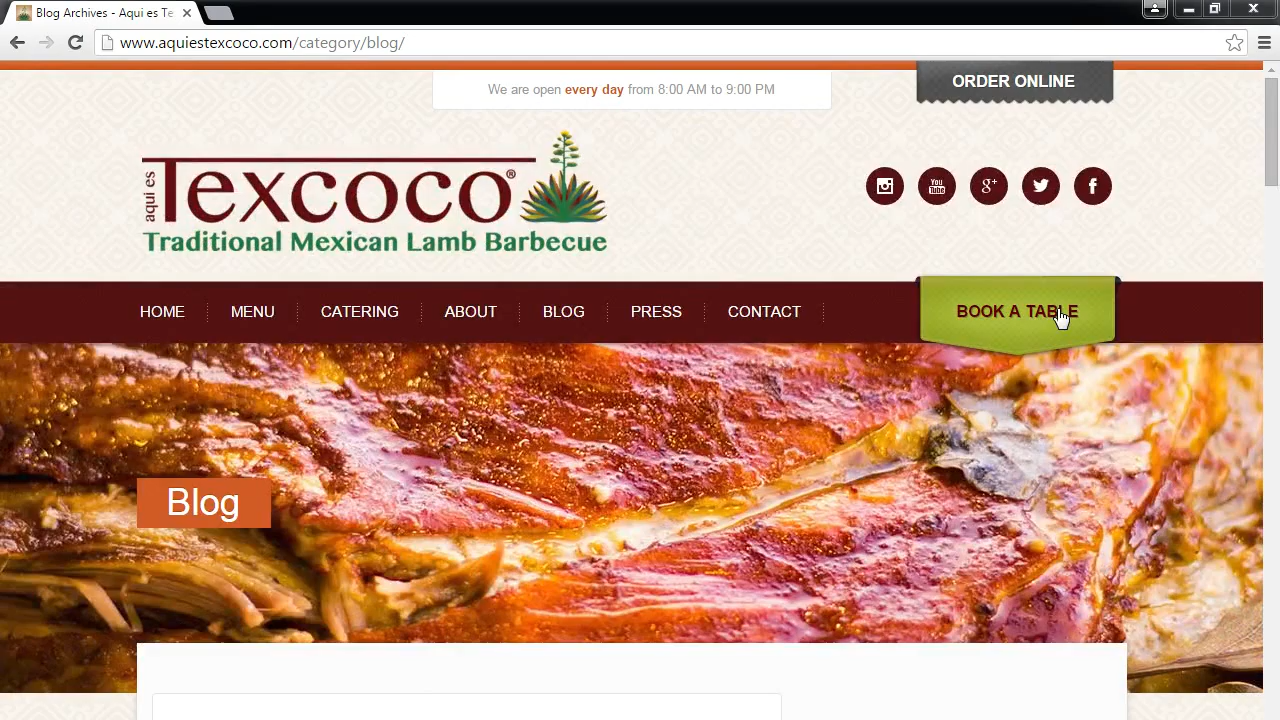 Blog Archives - Aqui es Te
www.aquiestexcoco.com/category/blog/
We are open every day from 8:00 AM to 9:00 PM
ORDER ONLINE
aqui es Texcoco®
Traditional Mexican Lamb Barbecue
You Tube
g+
f
HOME MENU CATERING ABOUT BLOG PRESS CONTACT
BOOK A TABLE
Blog